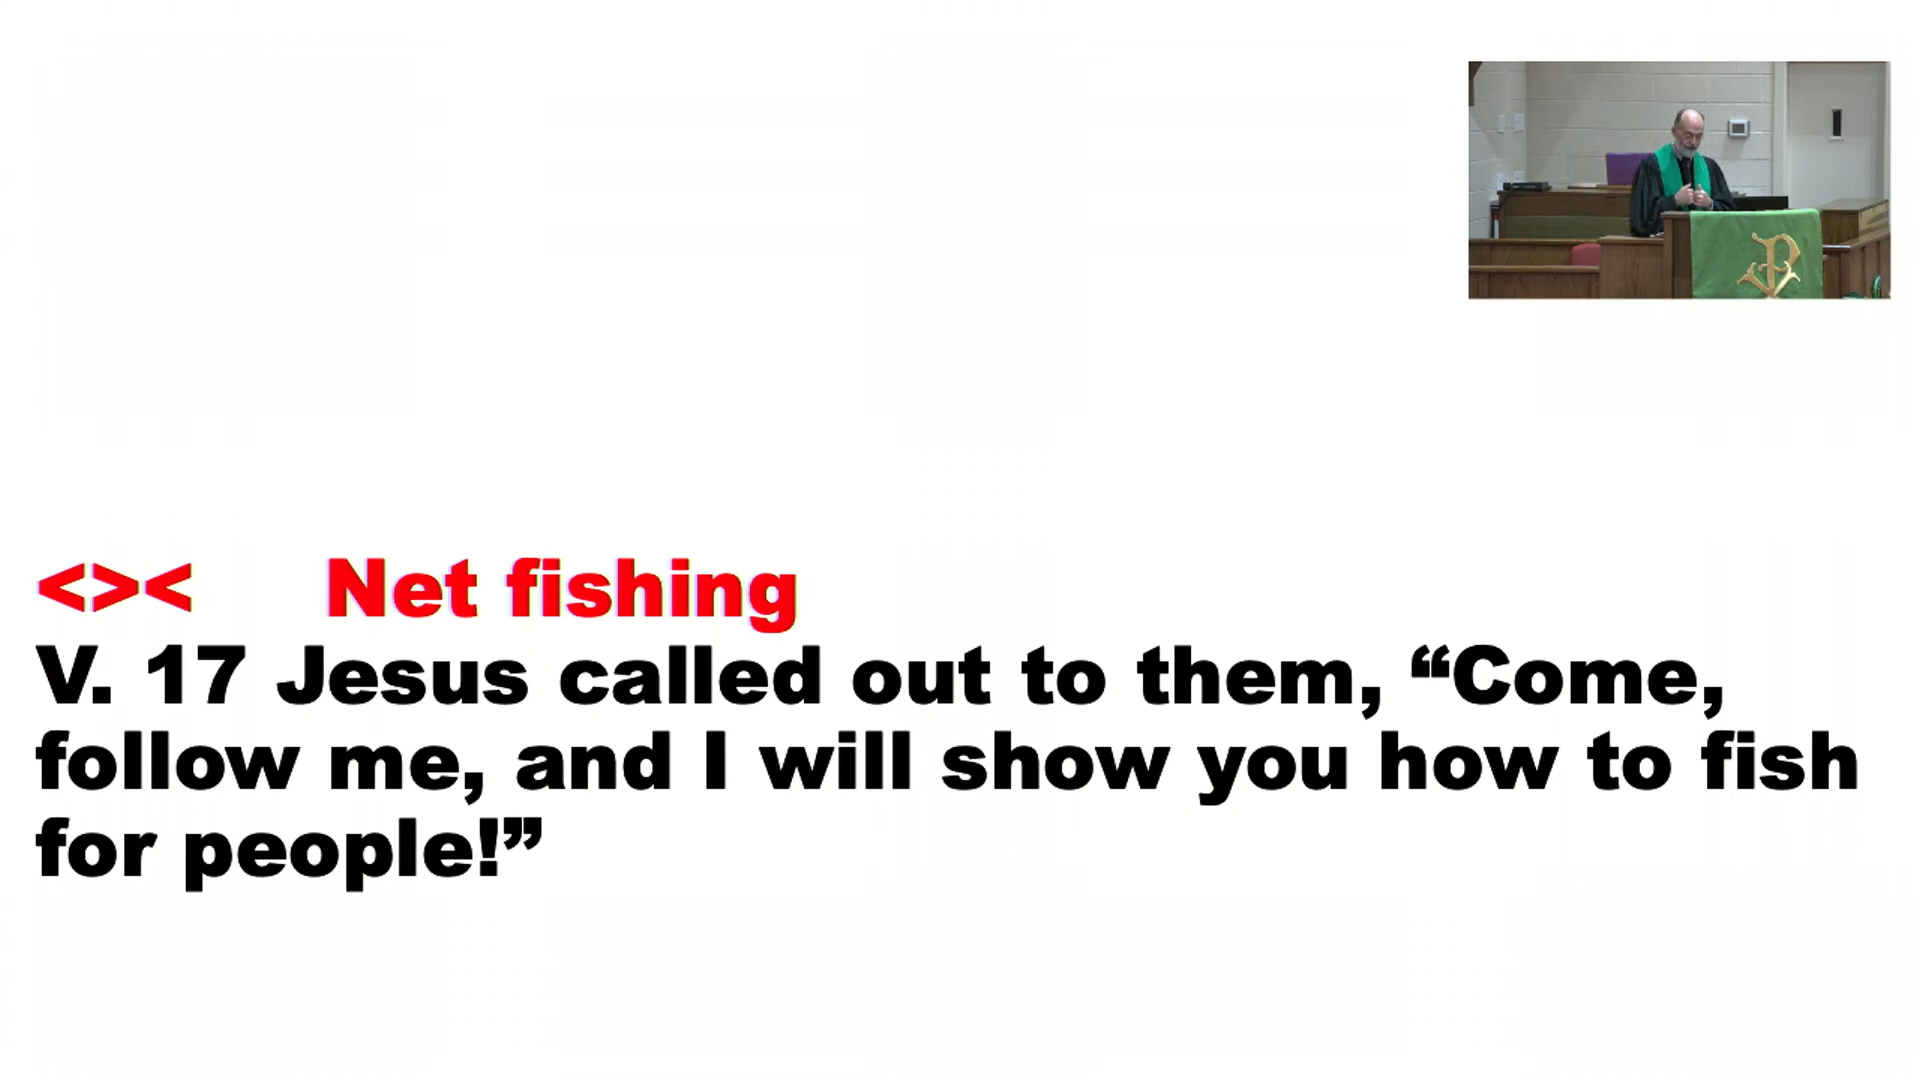 <>< Net fishing
V. 17 Jesus called out to them, “Come,
follow me, and I will show you how to fish
for people!”